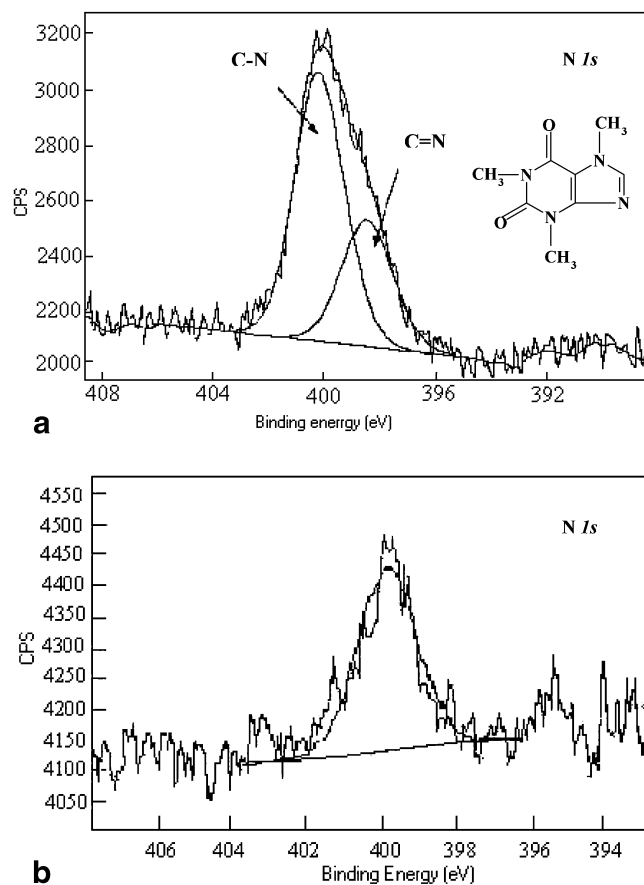 3200
N 1s
C-N
3000
CH₃
O
N
2800
C=N
CH₃
N
N
O
N
CH₃
CPS
2600
2400
2200
2000
408 404 400 396 392
Binding enerrgy (eV)
a
4550
4500
N 1s
4450
4400
4350
CPS
4300
4250
4200
4150
4100
4050
406 404 402 400 398 396 394
Binding Energy (eV)
b